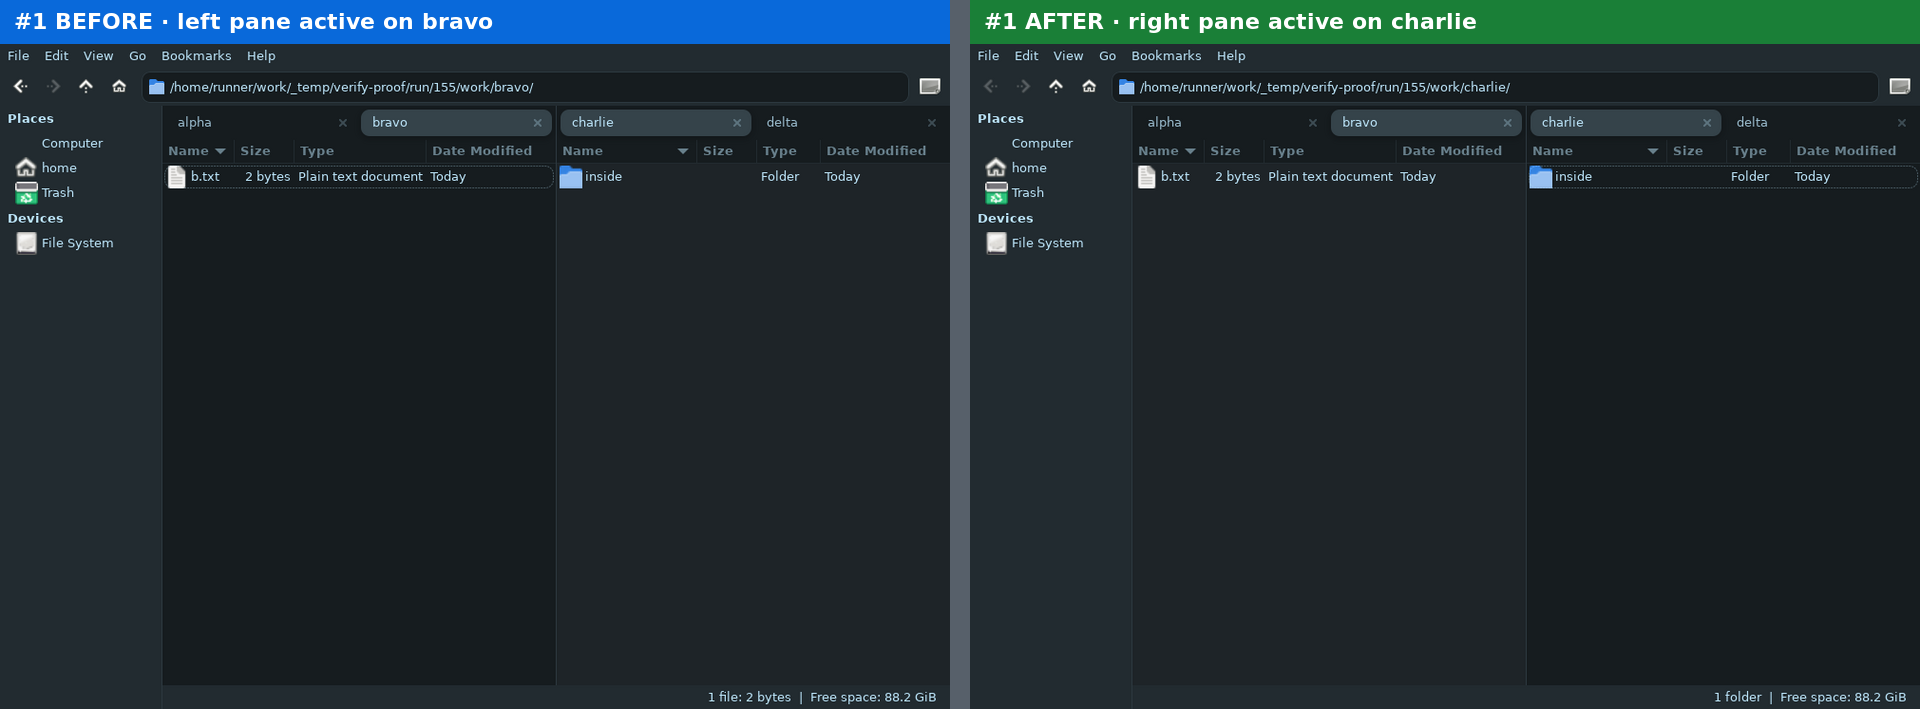 #1 BEFORE · left pane active on bravo
File Edit View Go Bookmarks Help
/home/runner/work/_temp/verify-proof/run/155/work/bravo/
Places
Computer
home
Trash
Devices
File System
alpha bravo charlie delta
Name Size Type Date Modified Name Size Type Date Modified
b.txt 2 bytes Plain text document Today inside Folder Today
1 file: 2 bytes | Free space: 88.2 GiB
#1 AFTER · right pane active on charlie
File Edit View Go Bookmarks Help
/home/runner/work/_temp/verify-proof/run/155/work/charlie/
Places
Computer
home
Trash
Devices
File System
alpha bravo charlie delta
Name Size Type Date Modified Name Size Type Date Modified
b.txt 2 bytes Plain text document Today inside Folder Today
1 folder | Free space: 88.2 GiB